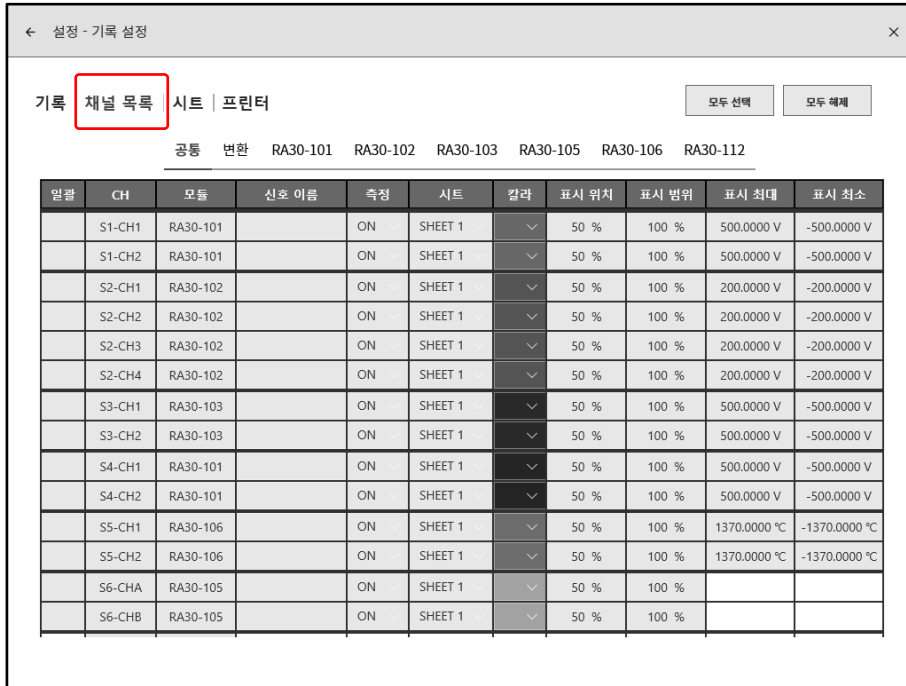 ← 설정 - 기록 설정 ×
기록 채널 목록 시트 프린터 모두 선택 모두 해제
공통 변환 RA30-101 RA30-102 RA30-103 RA30-105 RA30-106 RA30-112
일괄 CH 모듈 신호 이름 측정 시트 칼라 표시 위치 표시 범위 표시 최대 표시 최소
S1-CH1 RA30-101 ON SHEET 1 50 % 100 % 500.0000 V -500.0000 V
S1-CH2 RA30-101 ON SHEET 1 50 % 100 % 500.0000 V -500.0000 V
S2-CH1 RA30-102 ON SHEET 1 50 % 100 % 200.0000 V -200.0000 V
S2-CH2 RA30-102 ON SHEET 1 50 % 100 % 200.0000 V -200.0000 V
S2-CH3 RA30-102 ON SHEET 1 50 % 100 % 200.0000 V -200.0000 V
S2-CH4 RA30-102 ON SHEET 1 50 % 100 % 200.0000 V -200.0000 V
S3-CH1 RA30-103 ON SHEET 1 50 % 100 % 500.0000 V -500.0000 V
S3-CH2 RA30-103 ON SHEET 1 50 % 100 % 500.0000 V -500.0000 V
S4-CH1 RA30-101 ON SHEET 1 50 % 100 % 500.0000 V -500.0000 V
S4-CH2 RA30-101 ON SHEET 1 50 % 100 % 500.0000 V -500.0000 V
S5-CH1 RA30-106 ON SHEET 1 50 % 100 % 1370.0000 ℃ -1370.0000 ℃
S5-CH2 RA30-106 ON SHEET 1 50 % 100 % 1370.0000 ℃ -1370.0000 ℃
S6-CHA RA30-105 ON SHEET 1 50 % 100 %
S6-CHB RA30-105 ON SHEET 1 50 % 100 %